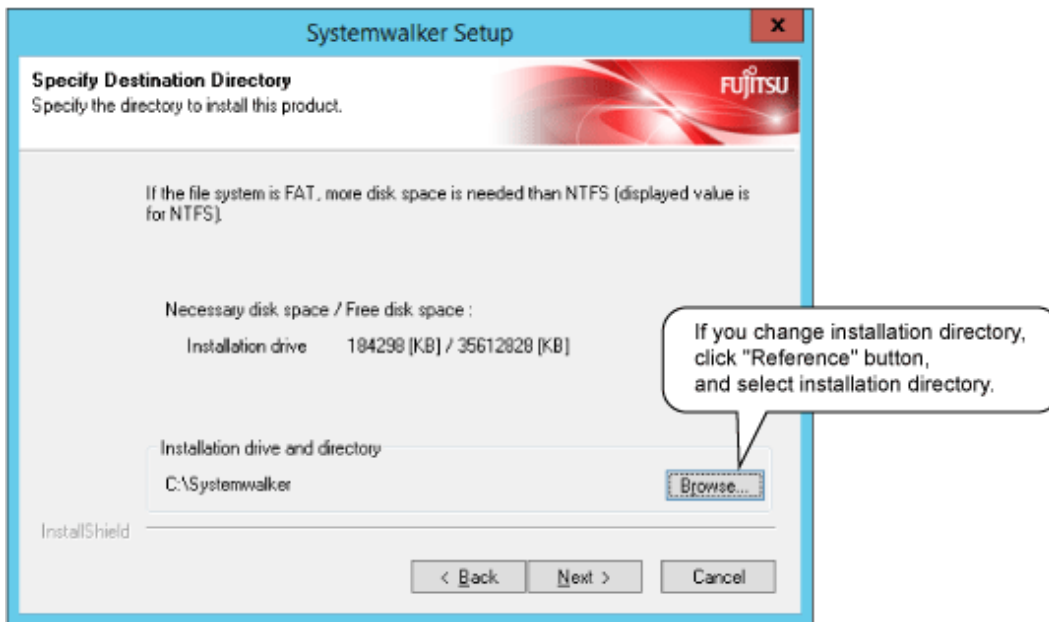 Systemwalker Setup
x
Specify Destination Directory
Specify the directory to install this product.
FUJITSU
If the file system is FAT, more disk space is needed than NTFS (displayed value is
for NTFS).
Necessary disk space / Free disk space :
Installation drive 184298 [KB] / 35612828 [KB]
If you change installation directory,
click "Reference" button,
and select installation directory.
Installation drive and directory
C:\Systemwalker
Browse...
InstallShield
< Back
Next >
Cancel